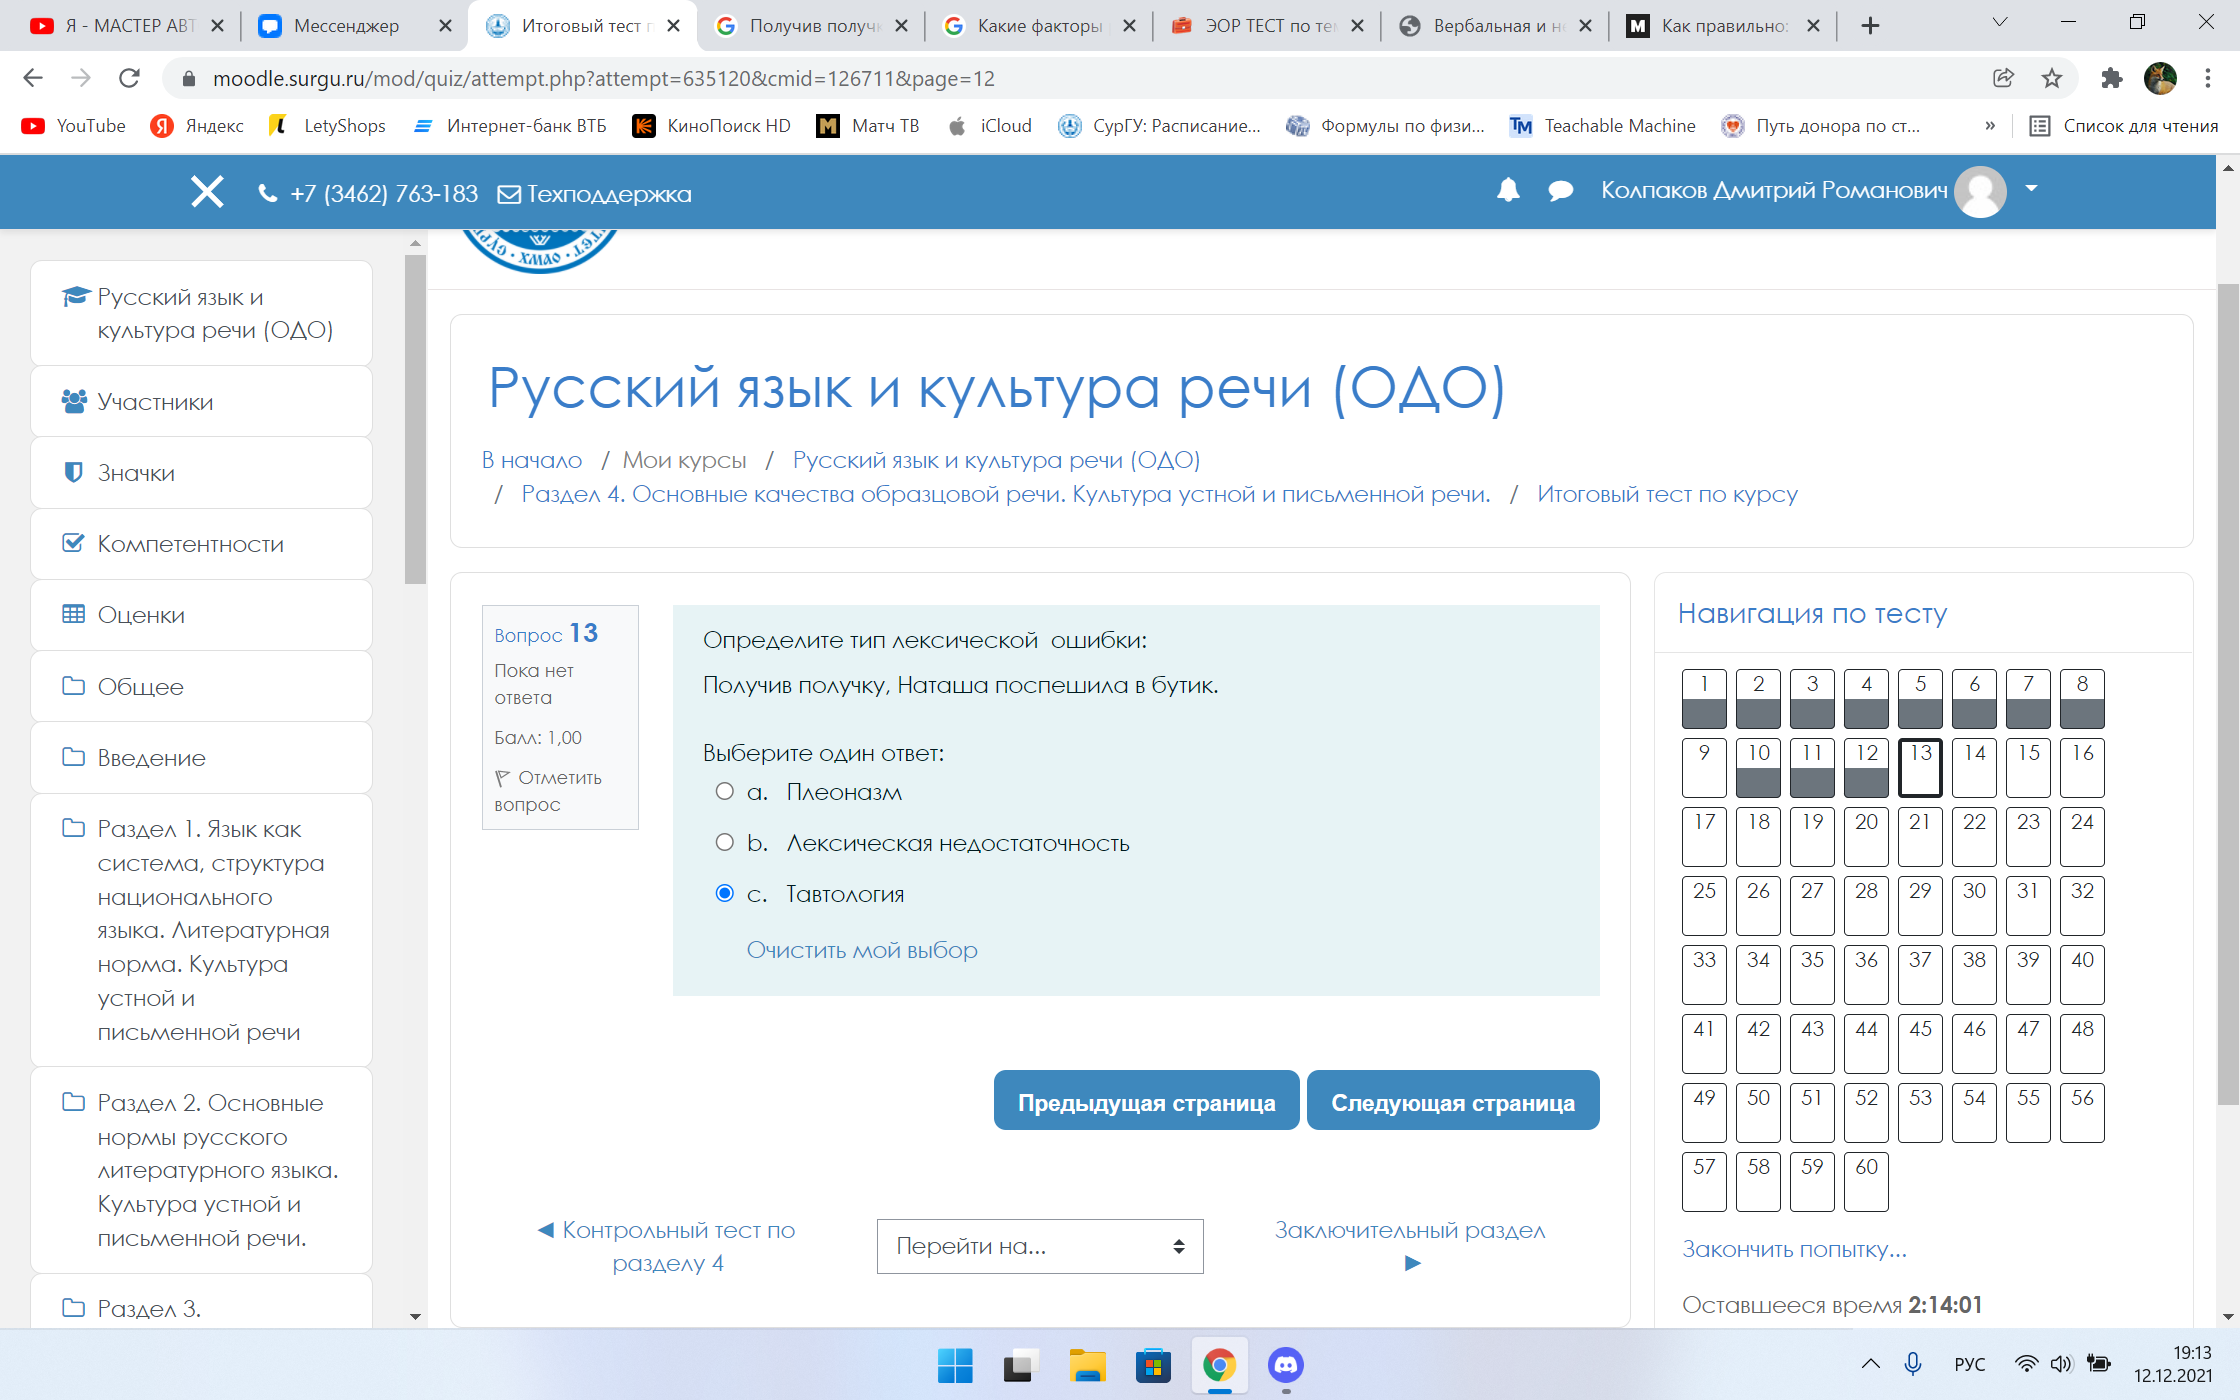 Я - МАСТЕР АВТ
Мессенджер
Итоговый тест п
Получив получк
Какие факторы
ЭОР ТЕСТ по тем
Вербальная и не
Как правильно:
moodle.surgu.ru/mod/quiz/attempt.php?attempt=635120&cmid=126711&page=12
YouTube
Яндекс
LetyShops
Интернет-банк ВТБ
КиноПоиск HD
Матч ТВ
iCloud
СурГУ: Расписание...
Формулы по физи...
Teachable Machine
Путь донора по ст...
»
Список для чтения
+7 (3462) 763-183
Техподдержка
Колпаков Дмитрий Романович
Русский язык и
культура речи (ОДО)
Участники
Значки
Компетентности
Оценки
Общее
Введение
Раздел 1. Язык как
система, структура
национального
языка. Литературная
норма. Культура
устной и
письменной речи
Раздел 2. Основные
нормы русского
литературного языка.
Культура устной и
письменной речи.
Раздел 3.
Русский язык и культура речи (ОДО)
В начало / Мои курсы / Русский язык и культура речи (ОДО)
/ Раздел 4. Основные качества образцовой речи. Культура устной и письменной речи. / Итоговый тест по курсу
Вопрос 13
Пока нет
ответа
Балл: 1,00
Отметить
вопрос
Определите тип лексической ошибки:
Получив получку, Наташа поспешила в бутик.
Выберите один ответ:
a. Плеоназм
b. Лексическая недостаточность
c. Тавтология
Очистить мой выбор
Предыдущая страница
Следующая страница
◄ Контрольный тест по
разделу 4
Перейти на...
Заключительный раздел
►
Навигация по тесту
1 2 3 4 5 6 7 8
9 10 11 12 13 14 15 16
17 18 19 20 21 22 23 24
25 26 27 28 29 30 31 32
33 34 35 36 37 38 39 40
41 42 43 44 45 46 47 48
49 50 51 52 53 54 55 56
57 58 59 60
Закончить попытку...
Оставшееся время 2:14:01
РУС
19:13
12.12.2021